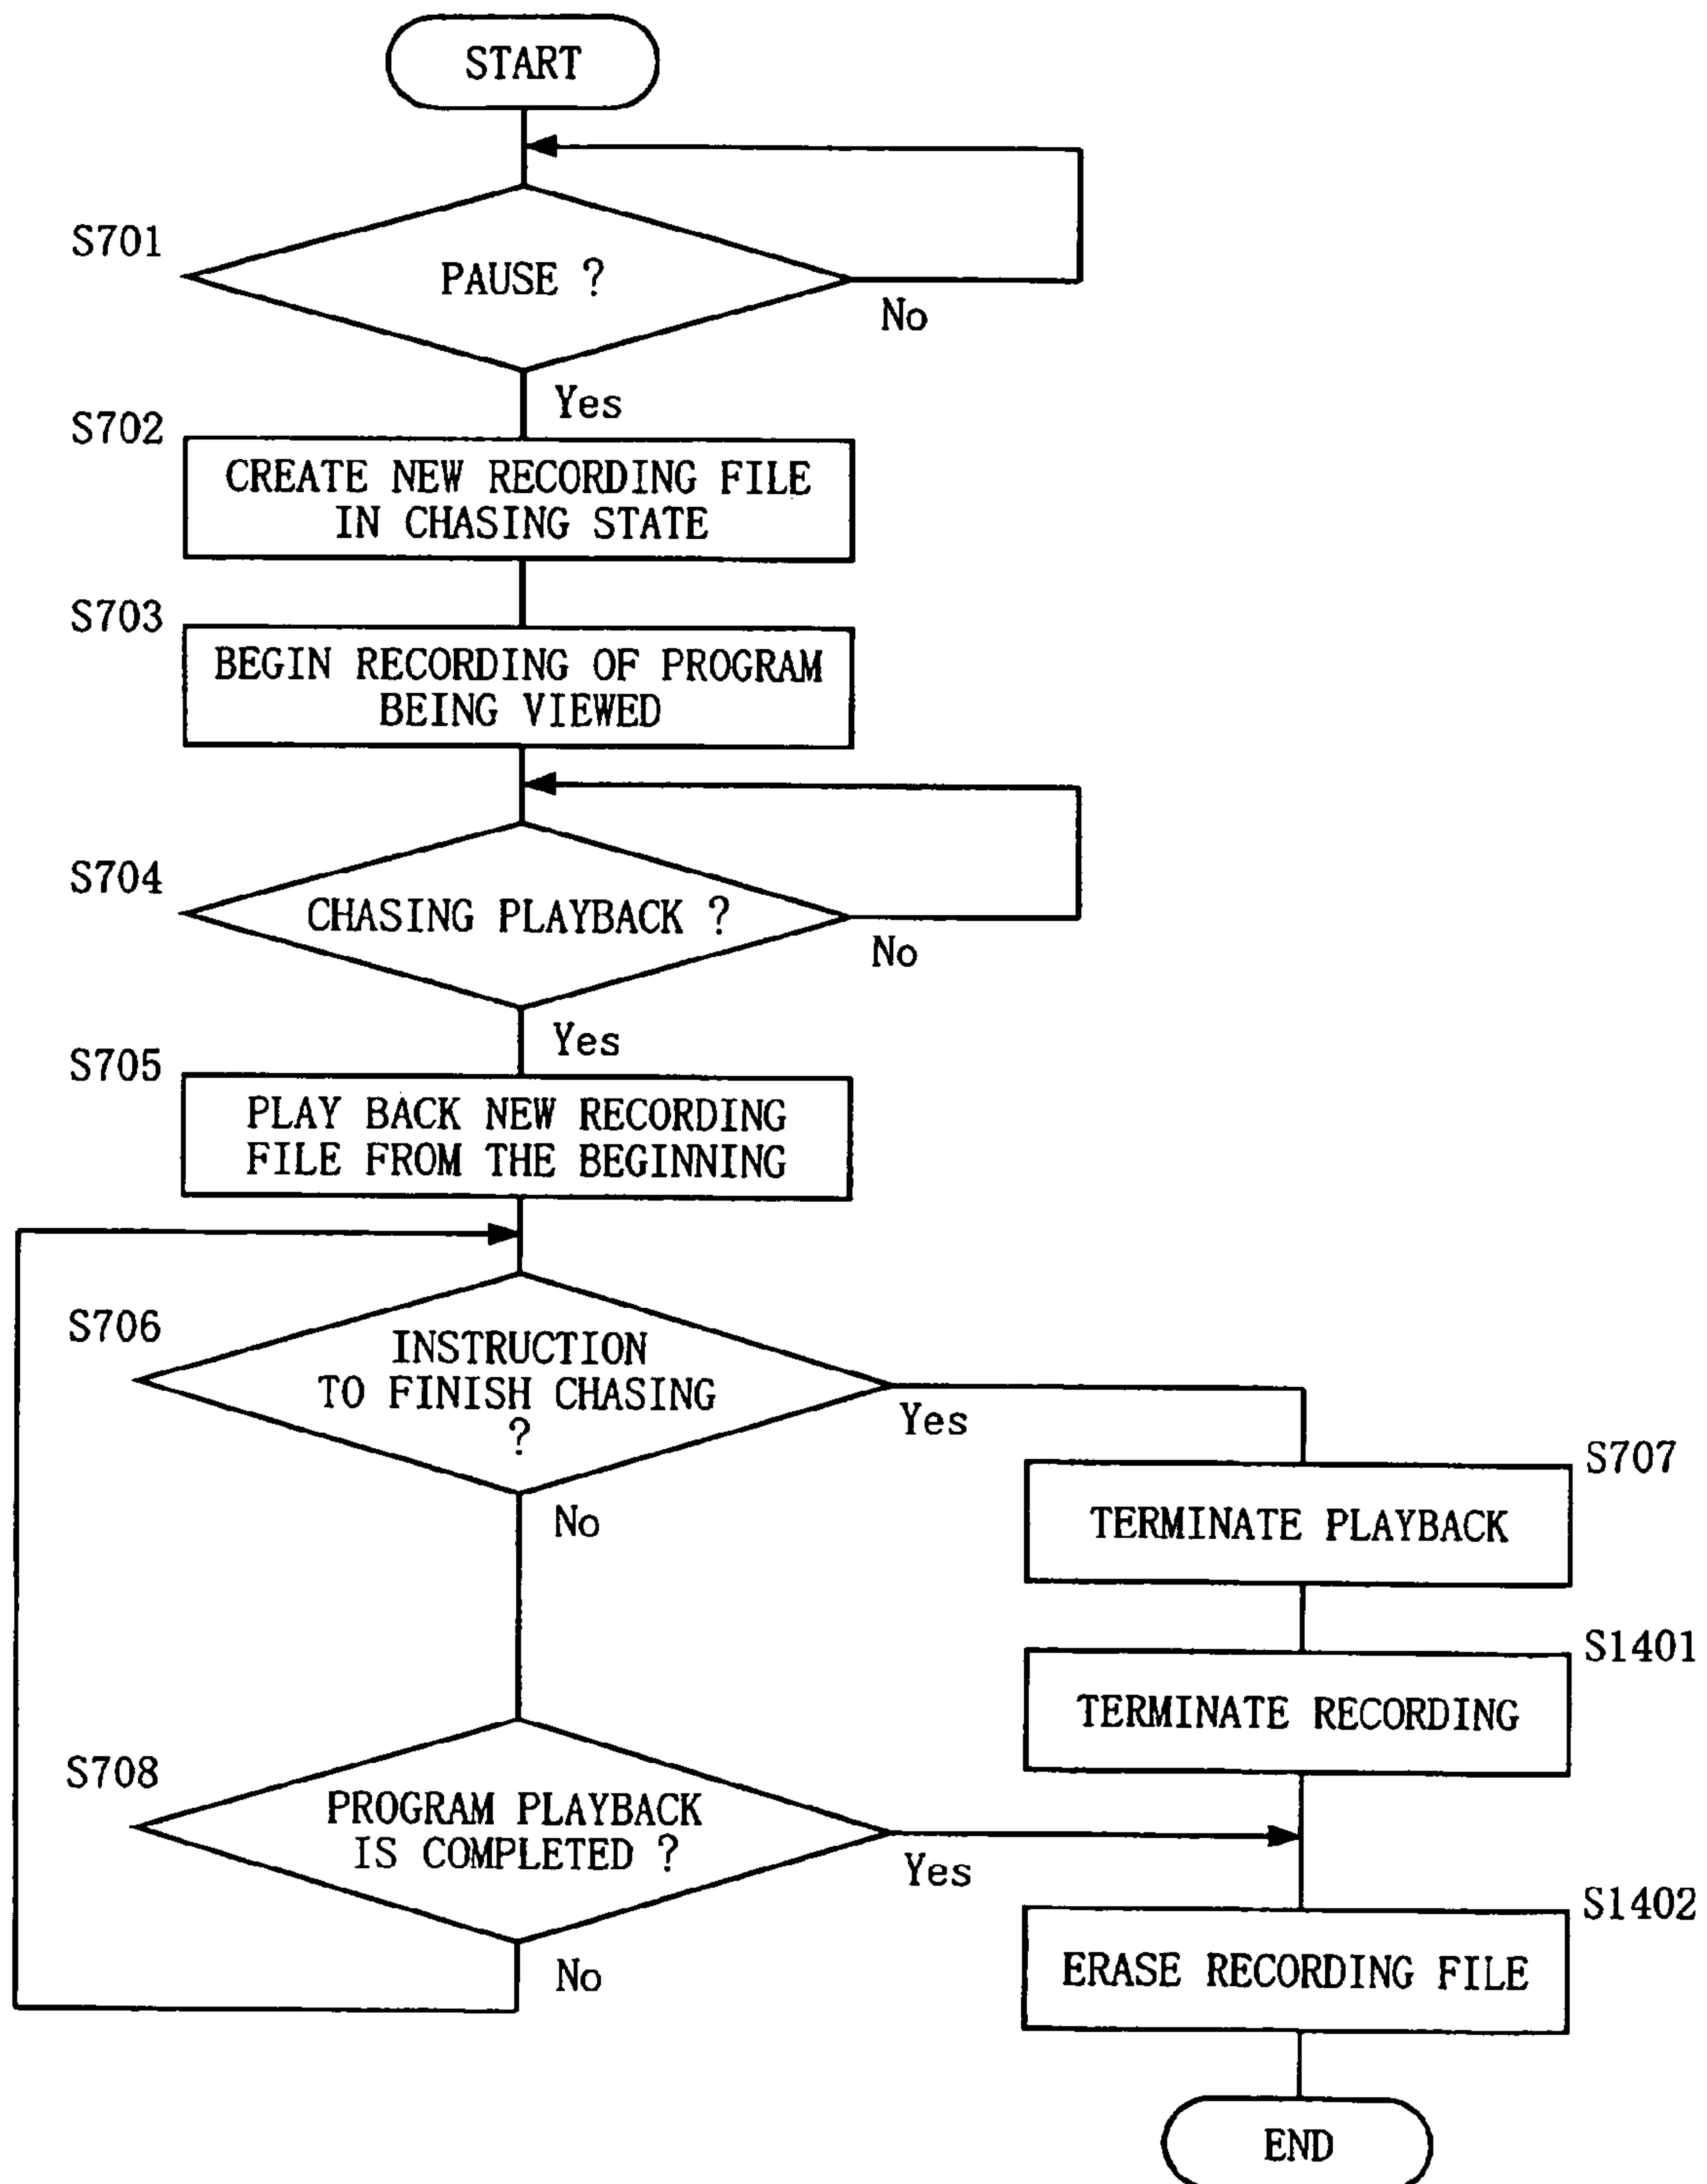 START
S701
PAUSE ?
No
Yes
S702
CREATE NEW RECORDING FILE
IN CHASING STATE
S703
BEGIN RECORDING OF PROGRAM
BEING VIEWED
S704
CHASING PLAYBACK ?
No
Yes
S705
PLAY BACK NEW RECORDING
FILE FROM THE BEGINNING
S706
INSTRUCTION
TO FINISH CHASING
?
Yes
No
S707
TERMINATE PLAYBACK
S1401
TERMINATE RECORDING
S708
PROGRAM PLAYBACK
IS COMPLETED ?
Yes
No
S1402
ERASE RECORDING FILE
END